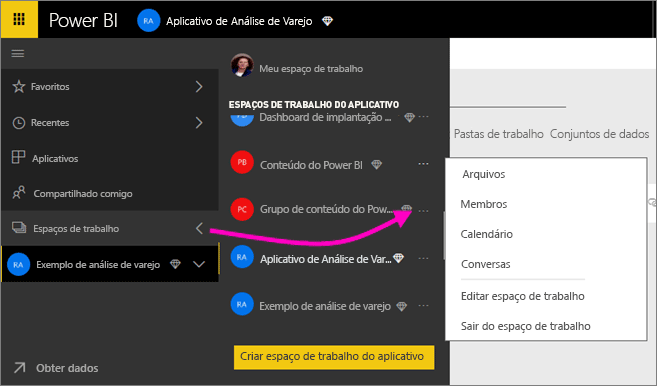 Power BI
RA Aplicativo de Análise de Varejo
Favoritos
Recentes
Aplicativos
Compartilhado comigo
Espaços de trabalho
RA Exemplo de análise de varejo
Obter dados
Meu espaço de trabalho
ESPAÇOS DE TRABALHO DO APLICATIVO
Dashboard de implantação ...
PB Conteúdo do Power BI
PC Grupo de conteúdo do Pow...
RA Aplicativo de Análise de Var...
RA Exemplo de análise de varejo
Criar espaço de trabalho do aplicativo
Pastas de trabalho Conjuntos de dados
Arquivos
Membros
Calendário
Conversas
Editar espaço de trabalho
Sair do espaço de trabalho